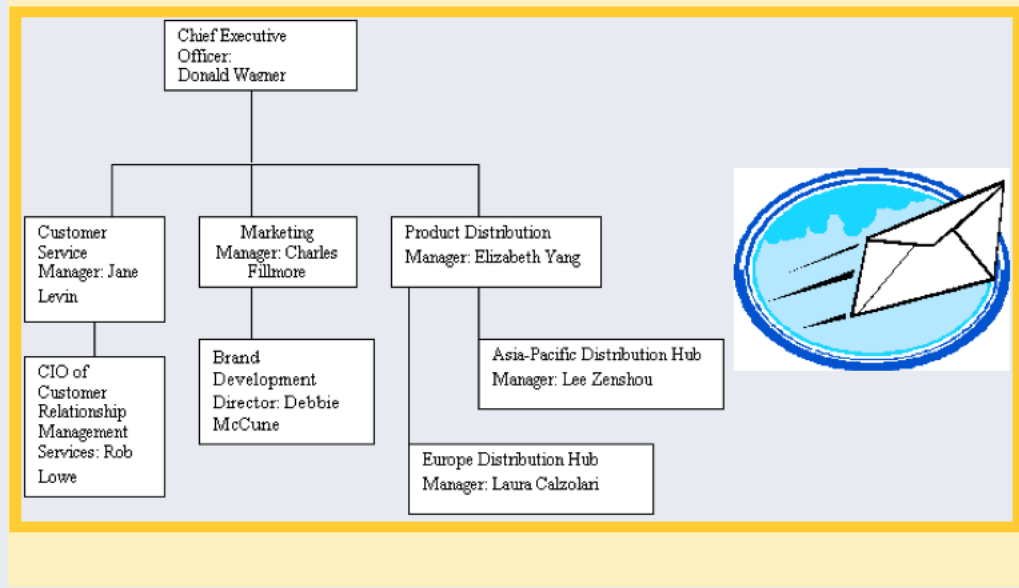 Chief Executive
Officer:
Donald Wagner
Customer
Service
Manager: Jane
Levin
Marketing
Manager: Charles
Fillmore
Product Distribution
Manager: Elizabeth Yang
CIO of
Customer
Relationship
Management
Services: Rob
Lowe
Brand
Development
Director: Debbie
McCune
Asia-Pacific Distribution Hub
Manager: Lee Zenshou
Europe Distribution Hub
Manager: Laura Calzolari